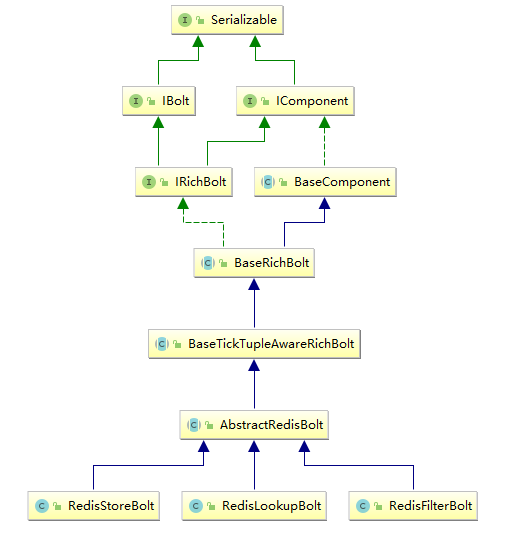 I Serializable
I IBolt
I IComponent
I IRichBolt
C BaseComponent
C BaseRichBolt
C BaseTickTupleAwareRichBolt
C AbstractRedisBolt
C RedisStoreBolt
C RedisLookupBolt
C RedisFilterBolt